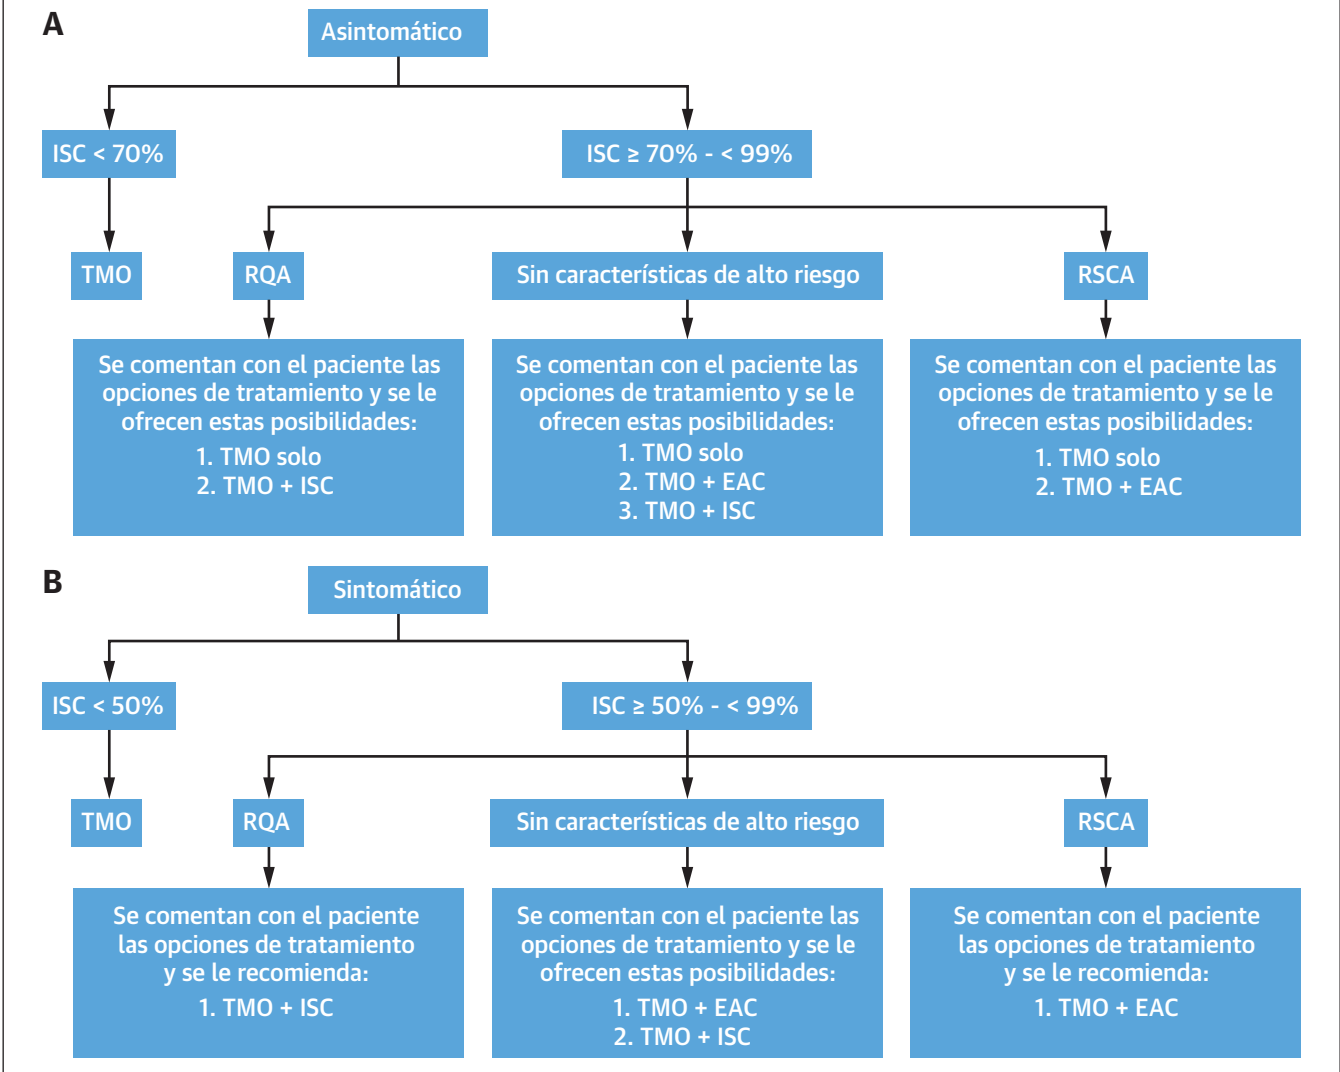 A
Asintomático
ISC < 70%
ISC ≥ 70% - < 99%
TMO
RQA
Sin características de alto riesgo
RSCA
Se comentan con el paciente las
opciones de tratamiento y se le
ofrecen estas posibilidades:
1. TMO solo
2. TMO + ISC
Se comentan con el paciente las
opciones de tratamiento y se le
ofrecen estas posibilidades:
1. TMO solo
2. TMO + EAC
3. TMO + ISC
Se comentan con el paciente las
opciones de tratamiento y se le
ofrecen estas posibilidades:
1. TMO solo
2. TMO + EAC
B
Sintomático
ISC < 50%
ISC ≥ 50% - < 99%
TMO
RQA
Sin características de alto riesgo
RSCA
Se comentan con el paciente
las opciones de tratamiento
y se le recomienda:
1. TMO + ISC
Se comentan con el paciente las
opciones de tratamiento y se le
ofrecen estas posibilidades:
1. TMO + EAC
2. TMO + ISC
Se comentan con el paciente
las opciones de tratamiento
y se le recomienda:
1. TMO + EAC